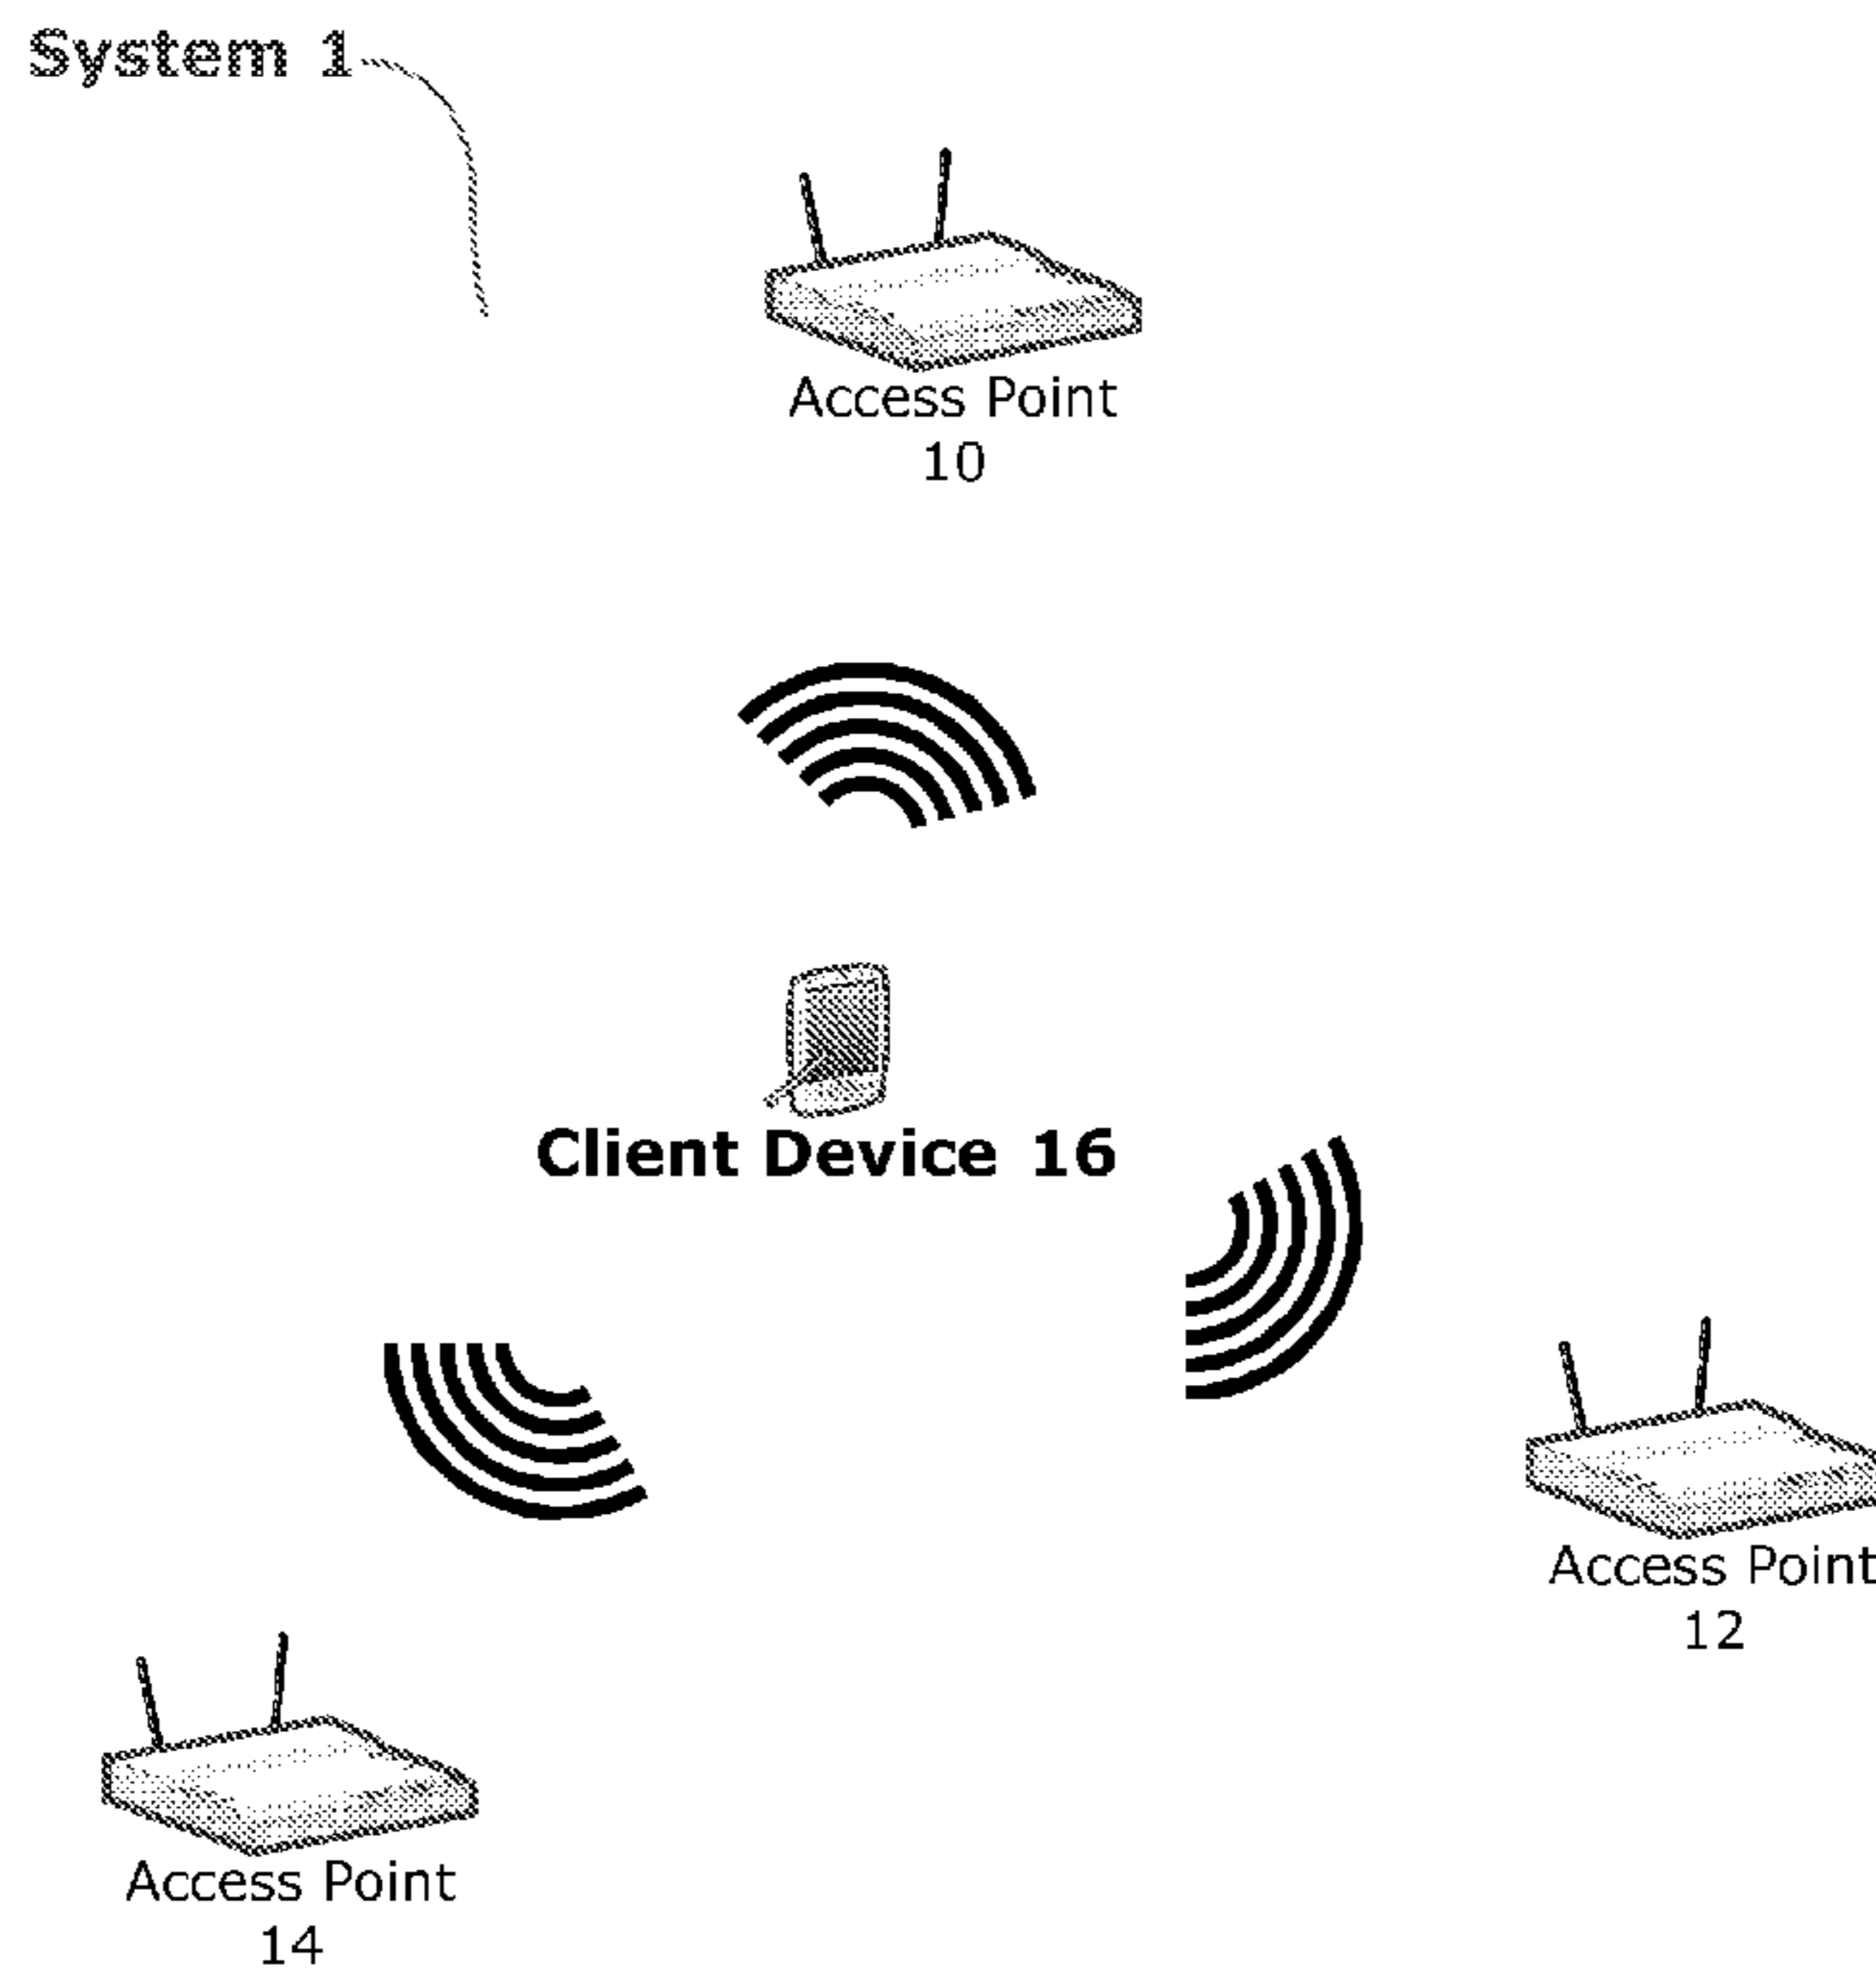 System 1
Access Point
10
Client Device 16
Access Point
12
Access Point
14